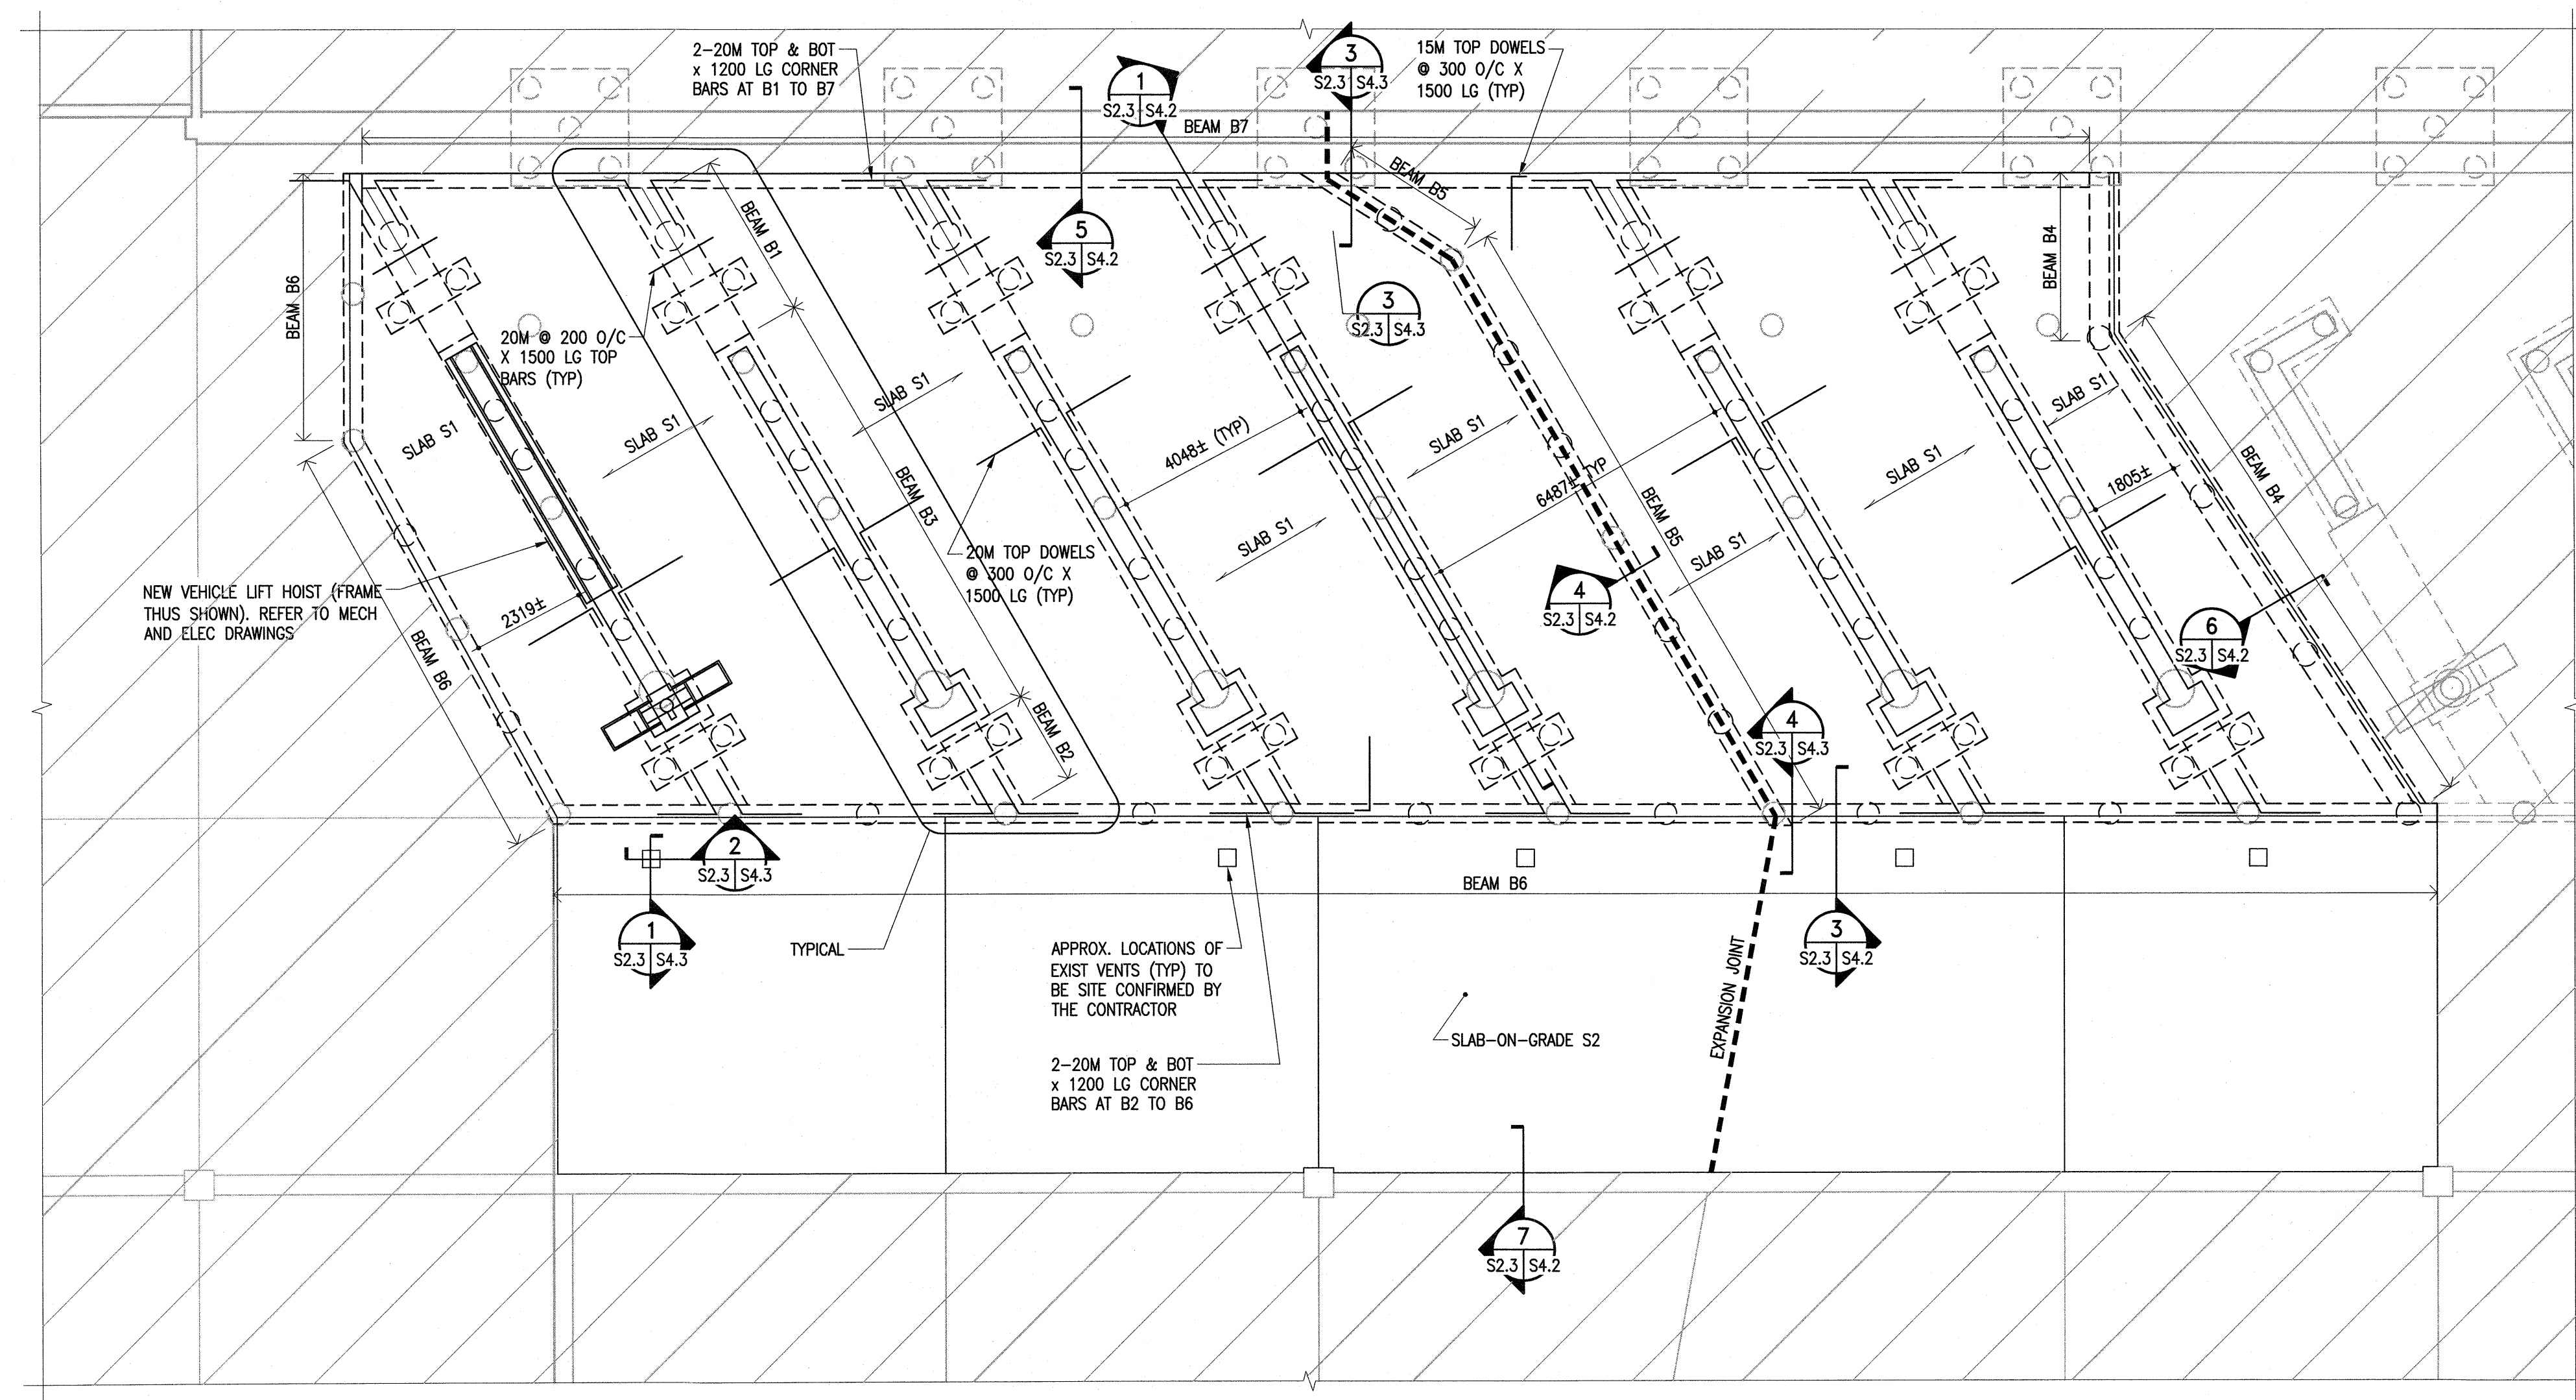 2-20M TOP & BOT
x 1200 LG CORNER
BARS AT B1 TO B7
1
S2.3 S4.2
3
S2.3 S4.3
15M TOP DOWELS
@ 300 O/C X
1500 LG (TYP)
BEAM B7
BEAM B5
BEAM B1
5
S2.3 S4.2
BEAM B4
BEAM B6
3
S2.3 S4.3
20M @ 200 O/C
X 1500 LG TOP
BARS (TYP)
SLAB S1
SLAB S1
SLAB S1
4048± (TYP)
SLAB S1
6487± TYP
SLAB S1
SLAB S1
1805±
BEAM B4
BEAM B3
BEAM B5
SLAB S1
SLAB S1
20M TOP DOWELS
@ 300 O/C X
1500 LG (TYP)
NEW VEHICLE LIFT HOIST (FRAME
THUS SHOWN). REFER TO MECH
AND ELEC DRAWINGS
2319±
BEAM B6
4
S2.3 S4.2
6
S2.3 S4.2
BEAM B2
4
S2.3 S4.3
2
S2.3 S4.3
BEAM B6
1
S2.3 S4.3
TYPICAL
APPROX. LOCATIONS OF
EXIST VENTS (TYP) TO
BE SITE CONFIRMED BY
THE CONTRACTOR
3
S2.3 S4.2
EXPANSION JOINT
SLAB-ON-GRADE S2
2-20M TOP & BOT
x 1200 LG CORNER
BARS AT B2 TO B6
7
S2.3 S4.2